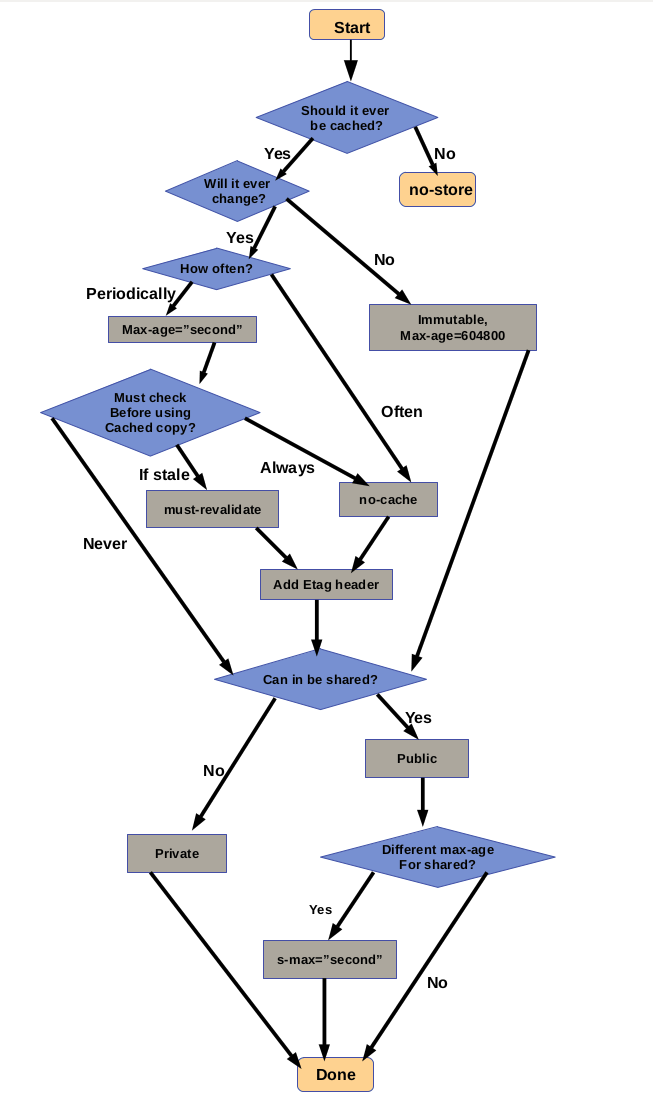 Start
Should it ever
be cached?
Yes
No
Will it ever
change?
no-store
Yes
No
How often?
Periodically
Max-age=”second”
Immutable,
Max-age=604800
Must check
Before using
Cached copy?
Often
If stale
Always
must-revalidate
no-cache
Never
Add Etag header
Can in be shared?
Yes
No
Public
Private
Different max-age
For shared?
Yes
s-max=”second”
No
Done